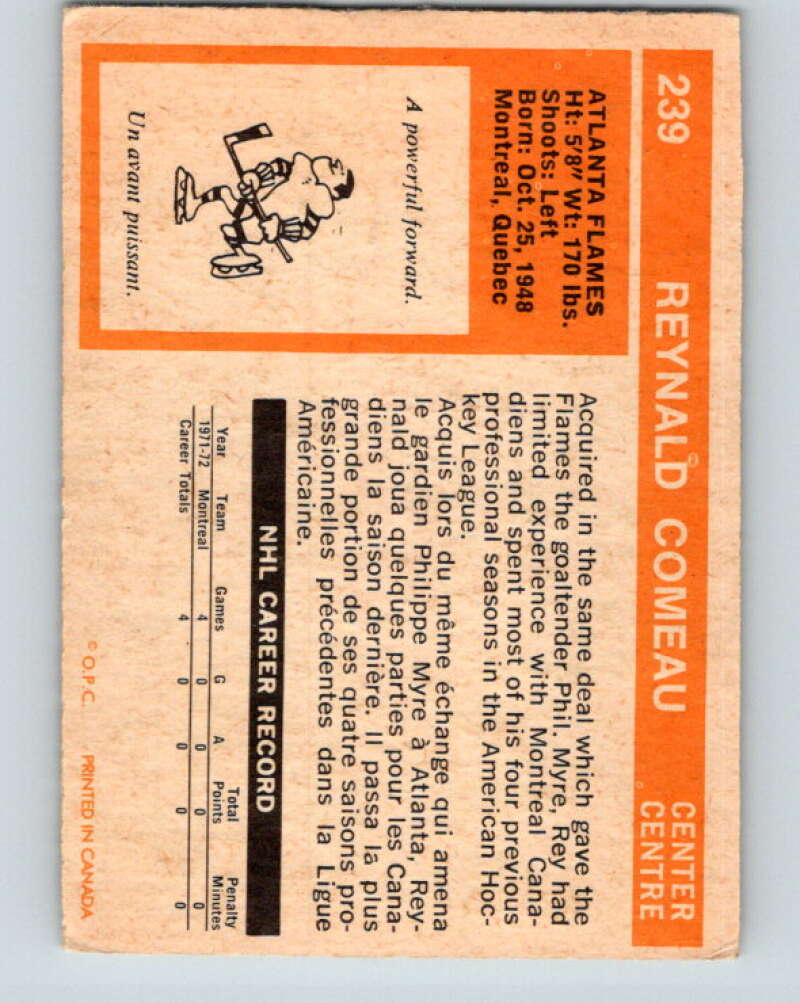 239
REYNALD COMEAU
CENTER
CENTRE
ATLANTA FLAMES
Ht: 5'8" Wt: 170 lbs.
Shoots: Left
Born: Oct. 25, 1948
Montreal, Quebec
A powerful forward.
Un avant puissant.
Acquired in the same deal which gave the
Flames the goaltender Phil. Myre, Rey had
limited experience with Montreal Cana-
diens and spent most of his four previous
professional seasons in the American Hoc-
key League.
Acquis lors du même échange qui amena
le gardien Philippe Myre à Atlanta, Rey-
nald joua quelques parties pour les Cana-
diens la saison dernière. Il passa la plus
grande portion de ses quatre saisons pro-
fessionnelles précédentes dans la Ligue
Américaine.
NHL CAREER RECORD
Year Team Games G A Total Points Penalty Minutes
1971-72 Montreal 4 0 0 0 0
Career Totals 4 0 0 0 0
© O.P.C. PRINTED IN CANADA